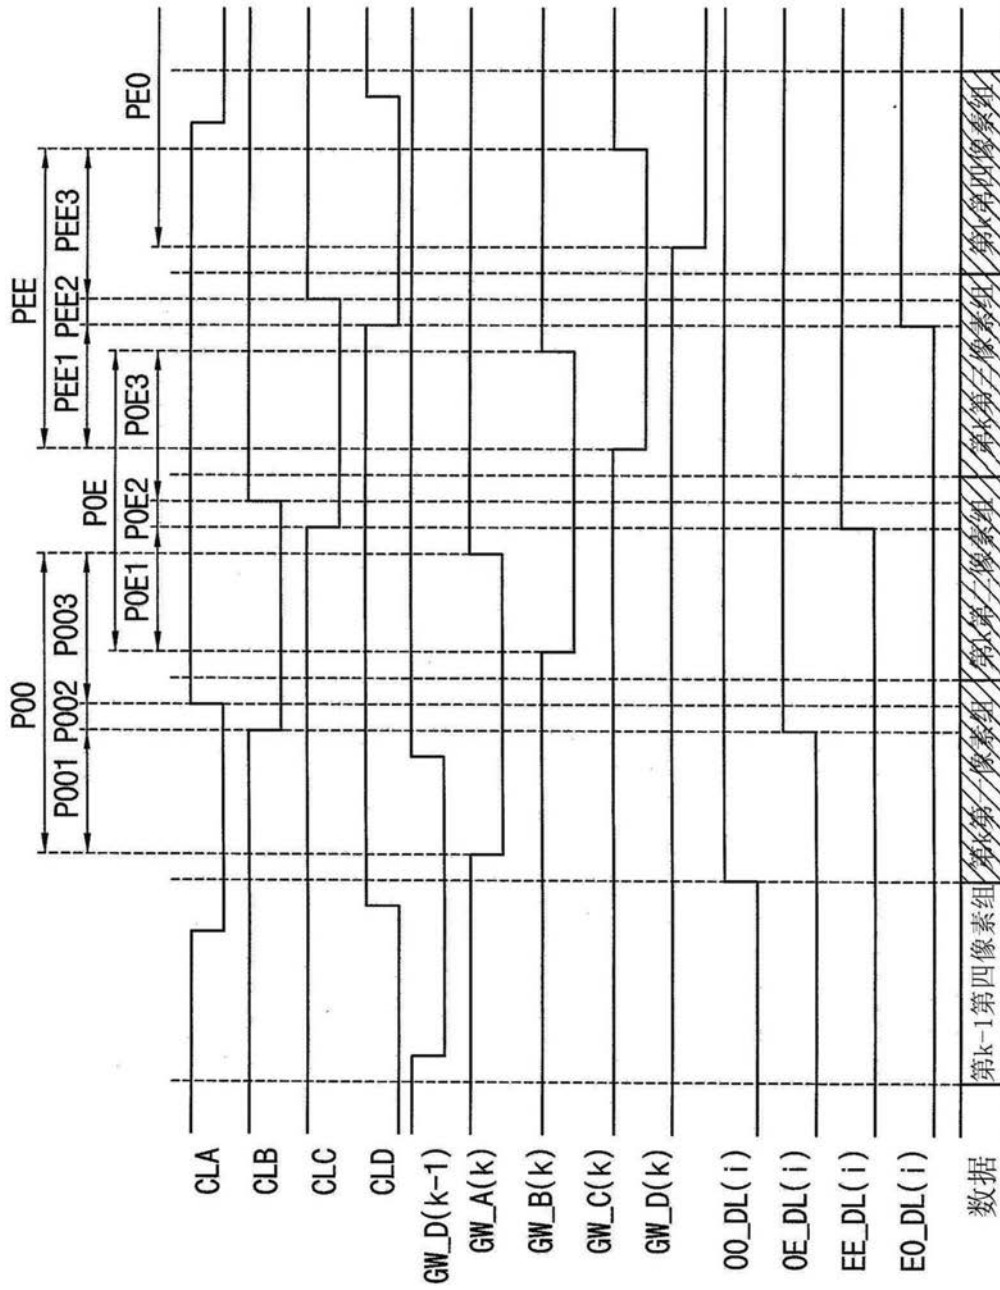 POO
PEE
POO1
POO2
POO3
PEE1
PEE2
PEE3
POE
POE1
POE2
POE3
PEO
CLA
CLB
CLC
CLD
GW_D(k-1)
GW_A(k)
GW_B(k)
GW_C(k)
GW_D(k)
OO_DL(i)
OE_DL(i)
EE_DL(i)
EO_DL(i)
数据
第k-1第四像素组
第k第一像素组
第k第二像素组
第k第三像素组
第k第四像素组